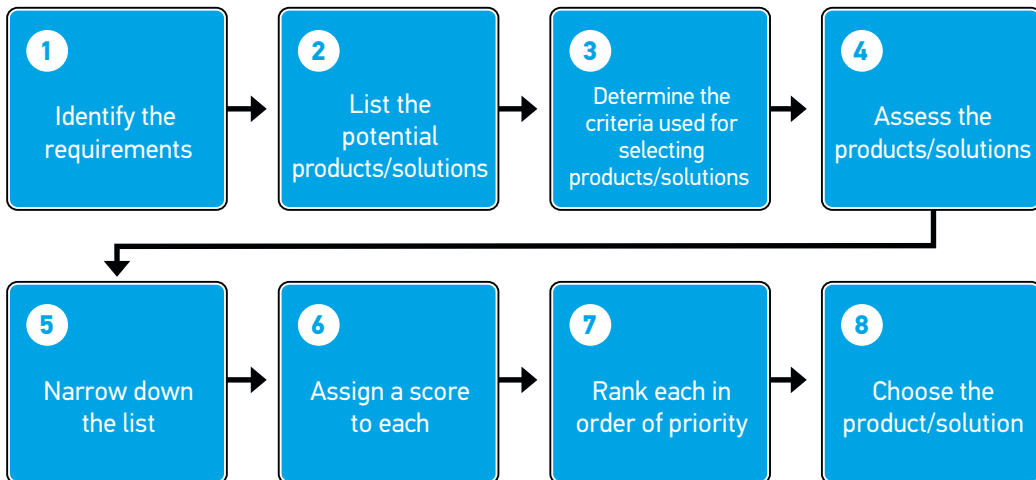 1
Identify the
requirements
2
List the
potential
products/solutions
3
Determine the
criteria used for
selecting
products/solutions
4
Assess the
products/solutions
5
Narrow down
the list
6
Assign a score
to each
7
Rank each in
order of priority
8
Choose the
product/solution